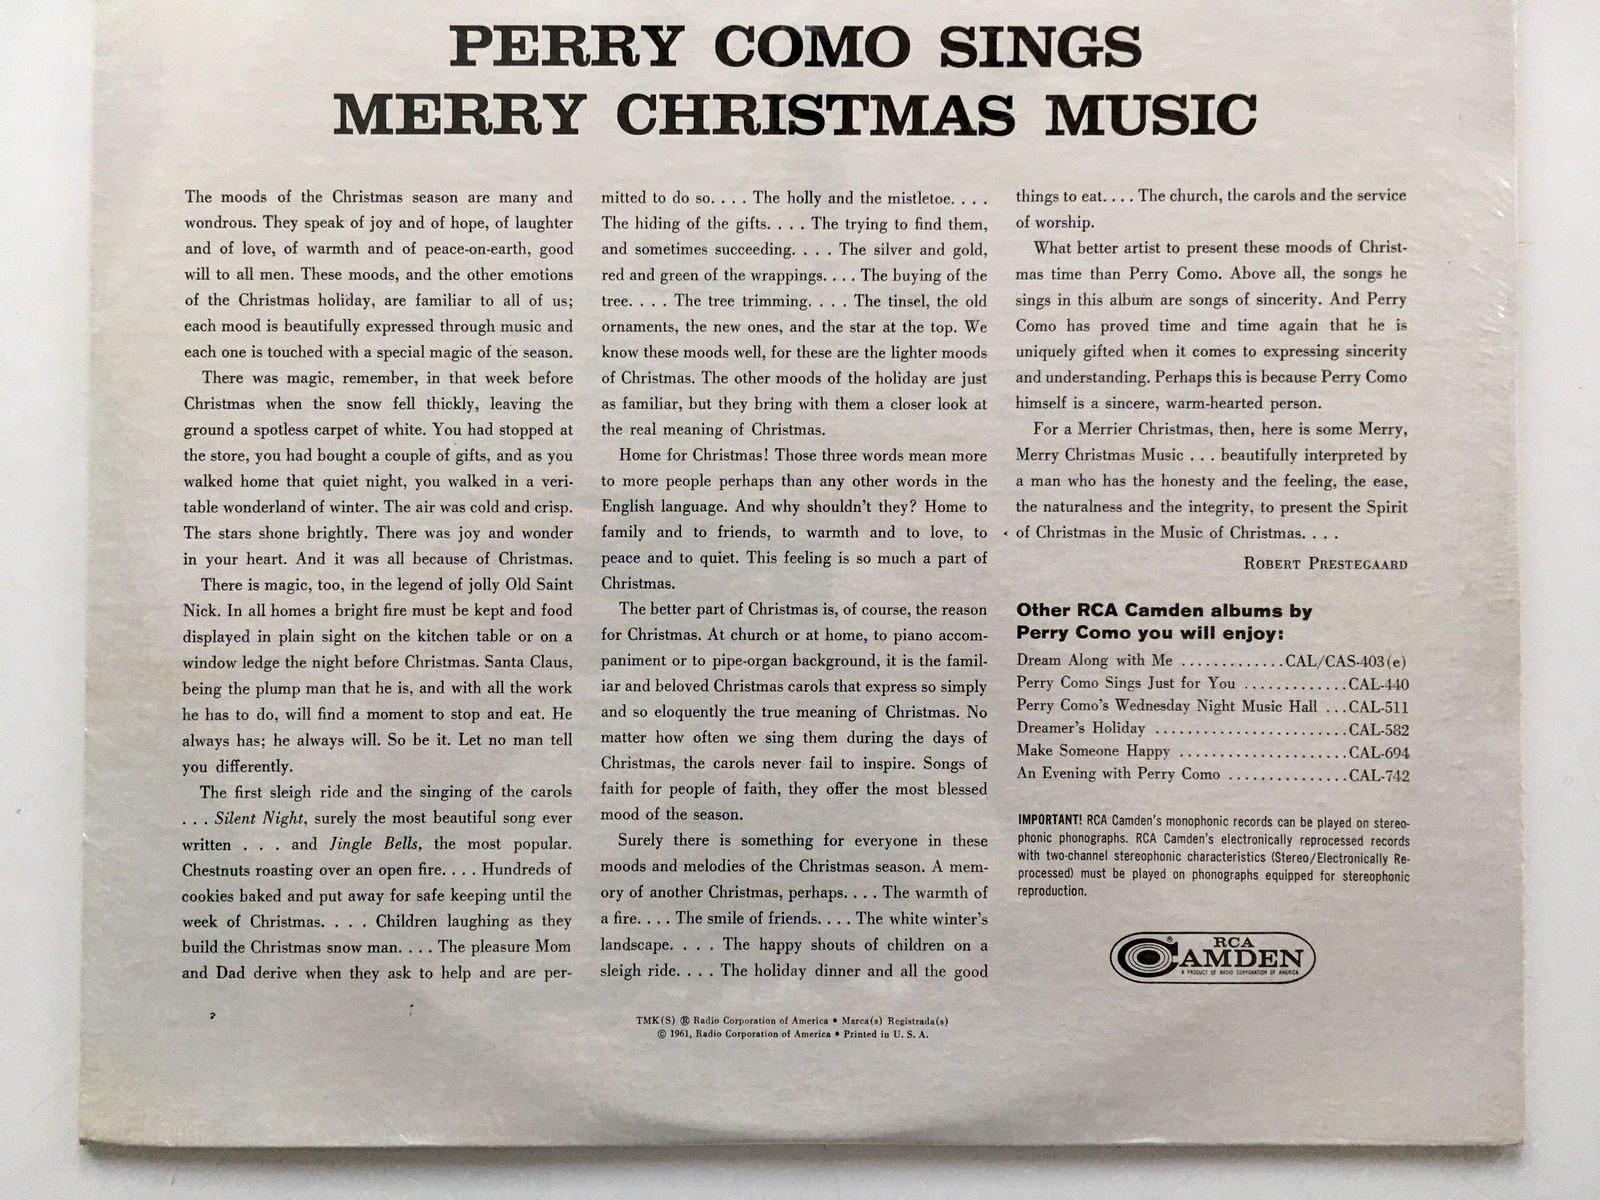 PERRY COMO SINGS
MERRY CHRISTMAS MUSIC
The moods of the Christmas season are many and
wondrous. They speak of joy and of hope, of laughter
and of love, of warmth and of peace-on-earth, good
will to all men. These moods, and the other emotions
of the Christmas holiday, are familiar to all of us;
each mood is beautifully expressed through music and
each one is touched with a special magic of the season.
There was magic, remember, in that week before
Christmas when the snow fell thickly, leaving the
ground a spotless carpet of white. You had stopped at
the store, you had bought a couple of gifts, and as you
walked home that quiet night, you walked in a veri-
table wonderland of winter. The air was cold and crisp.
The stars shone brightly. There was joy and wonder
in your heart. And it was all because of Christmas.
There is magic, too, in the legend of jolly Old Saint
Nick. In all homes a bright fire must be kept and food
displayed in plain sight on the kitchen table or on a
window ledge the night before Christmas. Santa Claus,
being the plump man that he is, and with all the work
he has to do, will find a moment to stop and eat. He
always has; he always will. So be it. Let no man tell
you differently.
The first sleigh ride and the singing of the carols
. . . Silent Night, surely the most beautiful song ever
written . . . and Jingle Bells, the most popular.
Chestnuts roasting over an open fire. . . . Hundreds of
cookies baked and put away for safe keeping until the
week of Christmas. . . . Children laughing as they
build the Christmas snow man. . . . The pleasure Mom
and Dad derive when they ask to help and are per-
2
mitted to do so. . . . The holly and the mistletoe. . . .
The hiding of the gifts. . . . The trying to find them,
and sometimes succeeding. . . . The silver and gold,
red and green of the wrappings. . . . The buying of the
tree. . . . The tree trimming. . . . The tinsel, the old
ornaments, the new ones, and the star at the top. We
know these moods well, for these are the lighter moods
of Christmas. The other moods of the holiday are just
as familiar, but they bring with them a closer look at
the real meaning of Christmas.
Home for Christmas! Those three words mean more
to more people perhaps than any other words in the
English language. And why shouldn't they? Home to
family and to friends, to warmth and to love, to
peace and to quiet. This feeling is so much a part of
Christmas.
The better part of Christmas is, of course, the reason
for Christmas. At church or at home, to piano accom-
paniment or to pipe-organ background, it is the famil-
iar and beloved Christmas carols that express so simply
and so eloquently the true meaning of Christmas. No
matter how often we sing them during the days of
Christmas, the carols never fail to inspire. Songs of
faith for people of faith, they offer the most blessed
mood of the season.
Surely there is something for everyone in these
moods and melodies of the Christmas season. A mem-
ory of another Christmas, perhaps. . . . The warmth of
a fire. . . . The smile of friends. . . . The white winter's
landscape. . . . The happy shouts of children on a
sleigh ride. . . . The holiday dinner and all the good
things to eat. . . . The church, the carols and the service
of worship.
What better artist to present these moods of Christ-
mas time than Perry Como. Above all, the songs he
sings in this album are songs of sincerity. And Perry
Como has proved time and time again that he is
uniquely gifted when it comes to expressing sincerity
and understanding. Perhaps this is because Perry Como
himself is a sincere, warm-hearted person.
For a Merrier Christmas, then, here is some Merry,
Merry Christmas Music . . . beautifully interpreted by
a man who has the honesty and the feeling, the ease,
the naturalness and the integrity, to present the Spirit
of Christmas in the Music of Christmas. . . .
ROBERT PRESTEGAARD
Other RCA Camden albums by
Perry Como you will enjoy:
Dream Along with Me .............CAL/CAS-403(e)
Perry Como Sings Just for You .............CAL-440
Perry Como's Wednesday Night Music Hall ...CAL-511
Dreamer's Holiday ........................CAL-582
Make Someone Happy .....................CAL-694
An Evening with Perry Como ...............CAL-742
IMPORTANT! RCA Camden's monophonic records can be played on stereo-
phonic phonographs. RCA Camden's electronically reprocessed records
with two-channel stereophonic characteristics (Stereo/Electronically Re-
processed) must be played on phonographs equipped for stereophonic
reproduction.
RCA
CAMDEN ®
A PRODUCT OF RADIO CORPORATION OF AMERICA
TMK(S) ® Radio Corporation of America • Marca(s) Registrada(s)
© 1961, Radio Corporation of America • Printed in U. S. A.